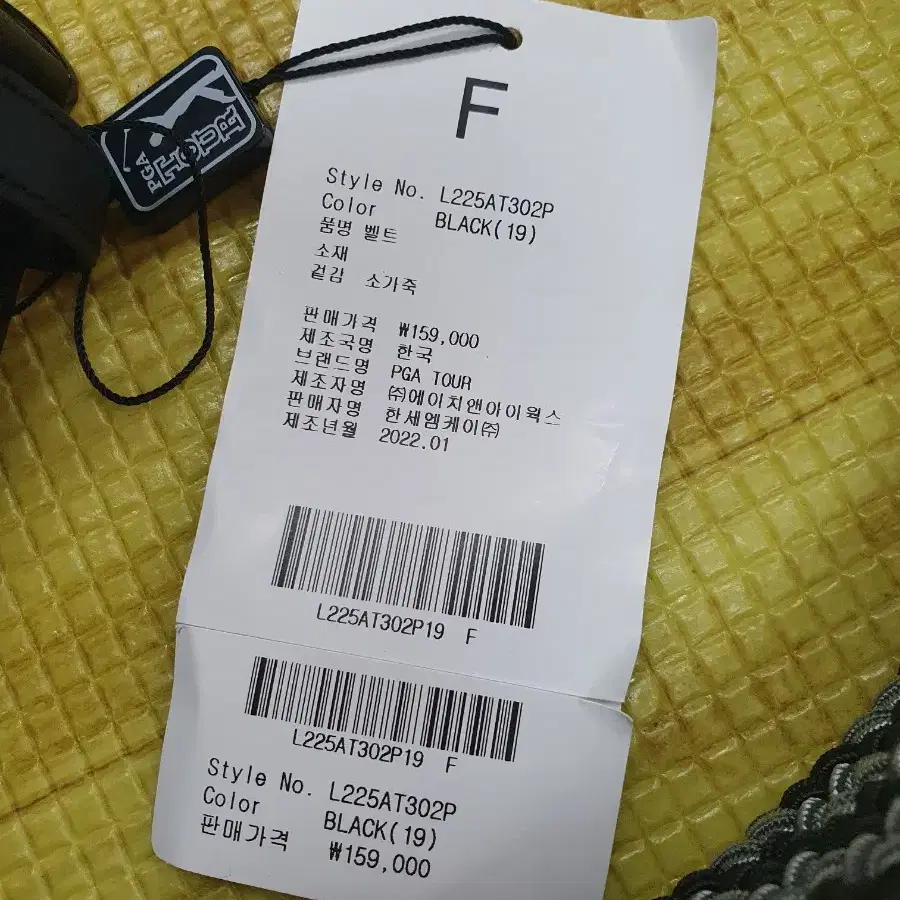 PGA
TOUR
F
Style No. L225AT302P
Color BLACK(19)
품명 벨트
소재
겉감 소가죽
판매가격 ₩159,000
제조국명 한국
브랜드명 PGA TOUR
제조자명 ㈜에이치앤아이웍스
판매자명 한세엠케이㈜
제조년월 2022.01
L225AT302P19 F
L225AT302P19 F
Style No. L225AT302P
Color BLACK(19)
판매가격 ₩159,000